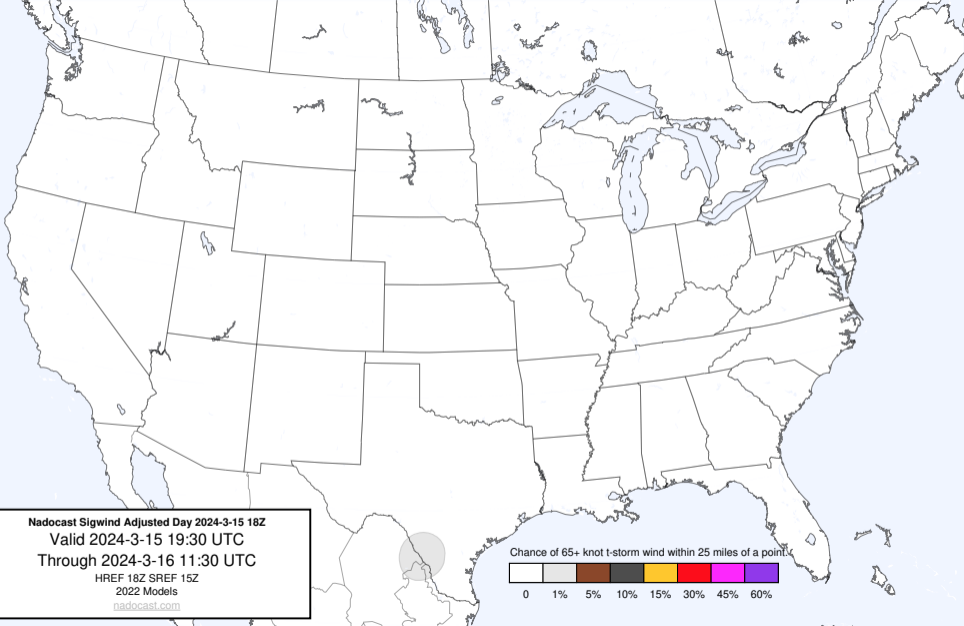 Nadocast Sigwind Adjusted Day 2024-3-15 18Z
Valid 2024-3-15 19:30 UTC
Through 2024-3-16 11:30 UTC
HREF 18Z SREF 15Z
2022 Models
nadocast.com
Chance of 65+ knot t-storm wind within 25 miles of a point.
0 1% 5% 10% 15% 30% 45% 60%